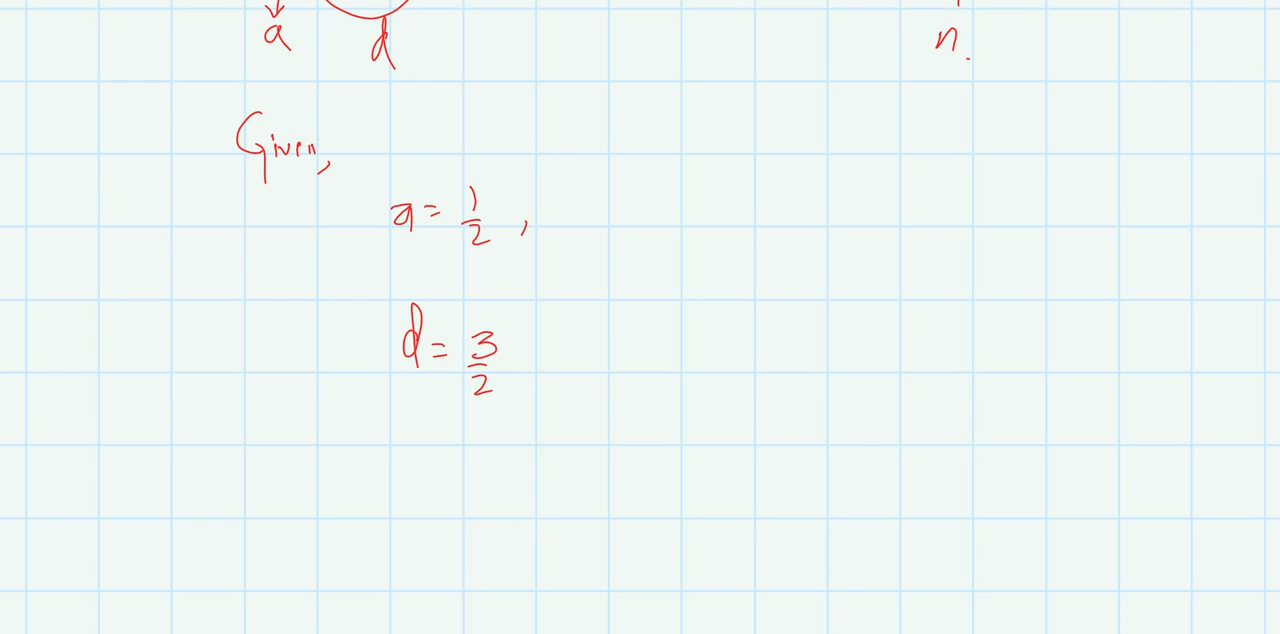 a d n.
Given,
a = 1/2 ,
d = 3/2